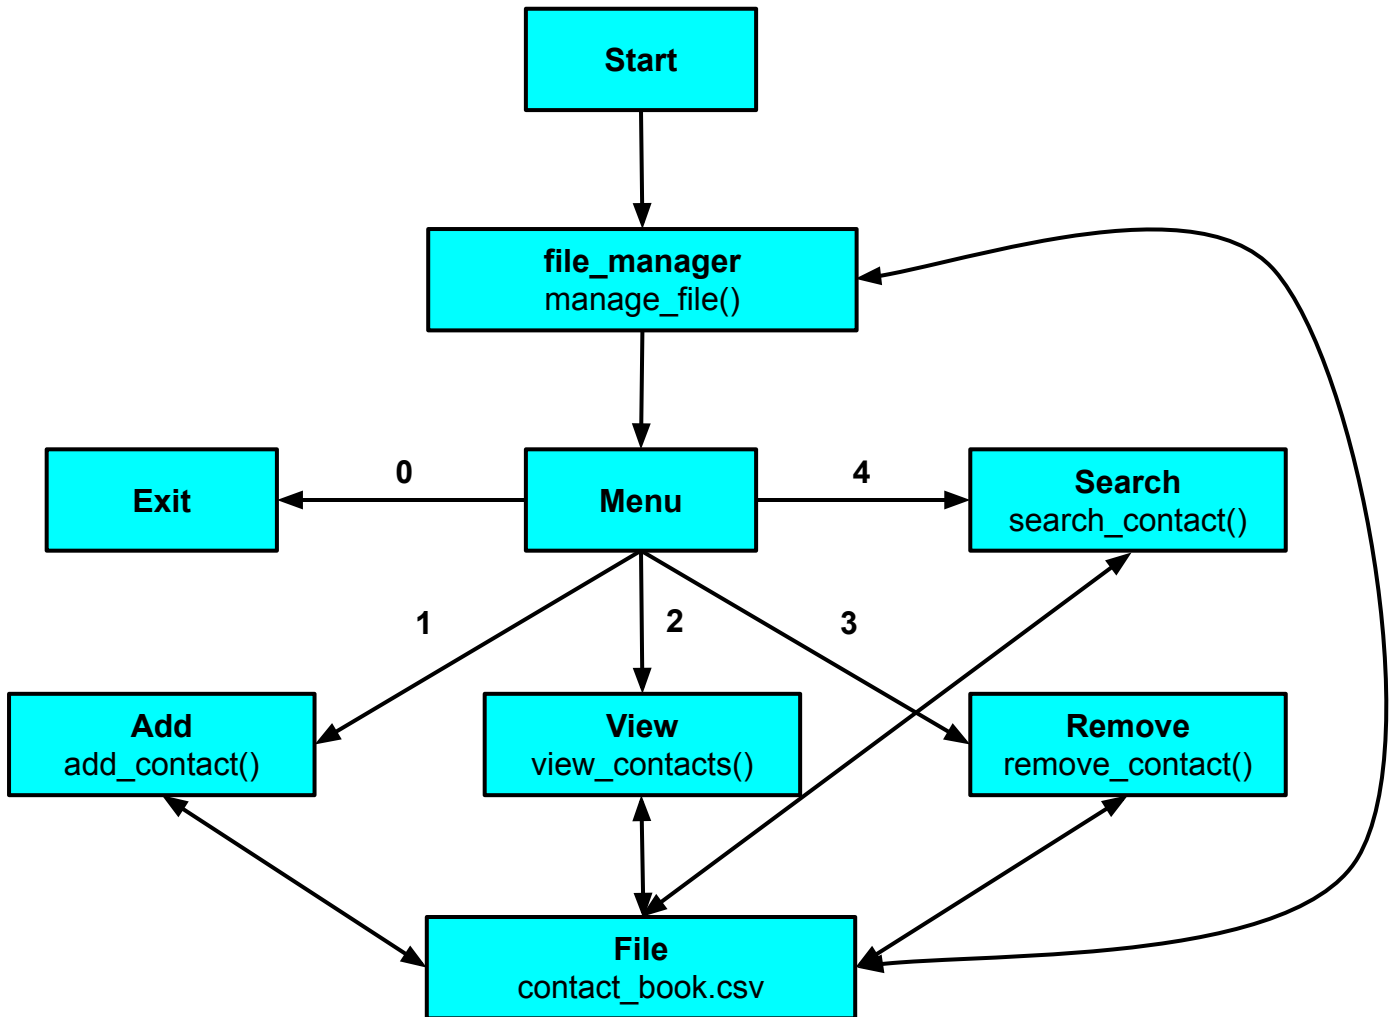 Start
file_manager
manage_file()
0
4
Exit
Menu
Search
search_contact()
1
2
3
Add
add_contact()
View
view_contacts()
Remove
remove_contact()
File
contact_book.csv